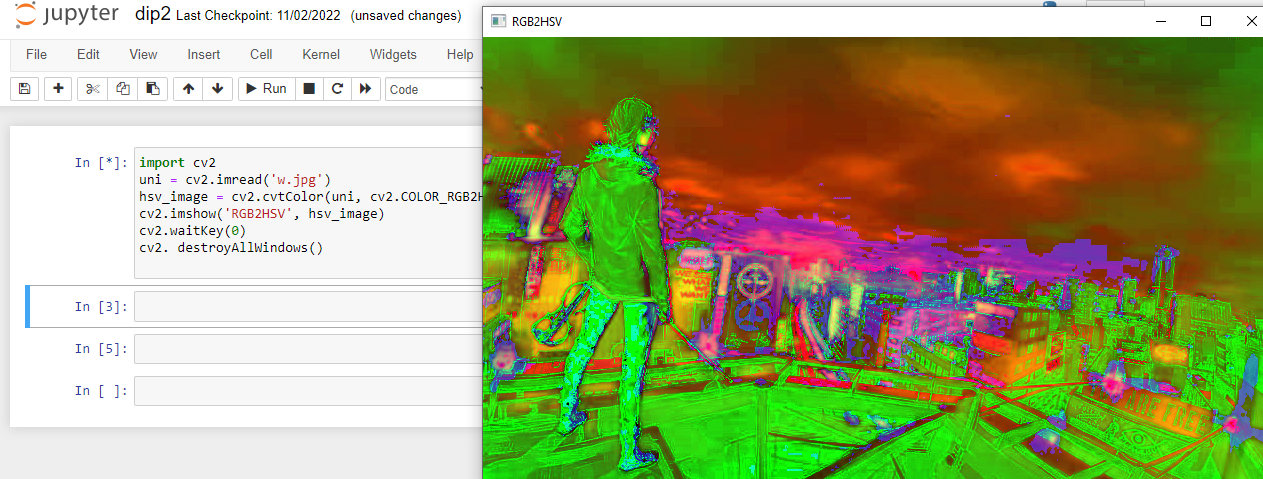 jupyter dip2 Last Checkpoint: 11/02/2022 (unsaved changes)
File Edit View Insert Cell Kernel Widgets Help
Run Code
In [*]:
import cv2
uni = cv2.imread('w.jpg')
hsv_image = cv2.cvtColor(uni, cv2.COLOR_RGB2H
cv2.imshow('RGB2HSV', hsv_image)
cv2.waitKey(0)
cv2. destroyAllWindows()
In [3]:
In [5]:
In [ ]:
RGB2HSV